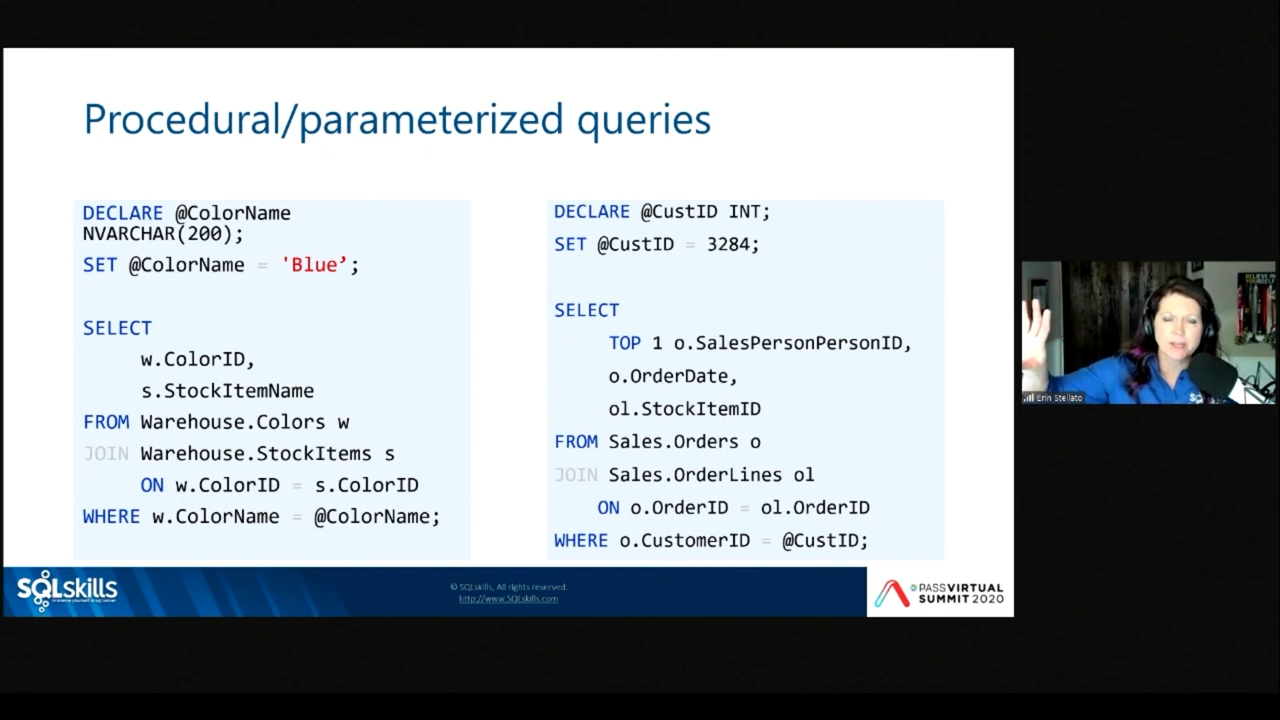 Procedural/parameterized queries
DECLARE @ColorName
NVARCHAR(200);
SET @ColorName = 'Blue’;
SELECT
w.ColorID,
s.StockItemName
FROM Warehouse.Colors w
JOIN Warehouse.StockItems s
ON w.ColorID = s.ColorID
WHERE w.ColorName = @ColorName;
DECLARE @CustID INT;
SET @CustID = 3284;
SELECT
TOP 1 o.SalesPersonPersonID,
o.OrderDate,
ol.StockItemID
FROM Sales.Orders o
JOIN Sales.OrderLines ol
ON o.OrderID = ol.OrderID
WHERE o.CustomerID = @CustID;
SQLskills
© SQLskills, All rights reserved.
http://www.SQLskills.com
PASS VIRTUAL
SUMMIT 2020
Erin Stellato